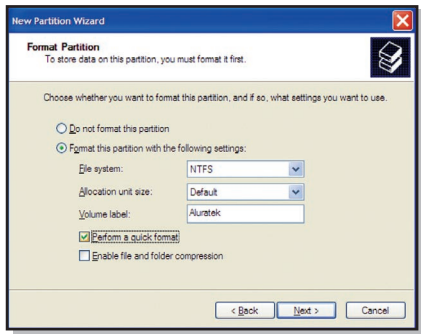 New Partition Wizard
Format Partition
To store data on this partition, you must format it first.
Choose whether you want to format this partition, and if so, what settings you want to use.
Do not format this partition
Format this partition with the following settings:
File system: NTFS
Allocation unit size: Default
Volume label: Aluratek
Perform a quick format
Enable file and folder compression
< Back Next > Cancel